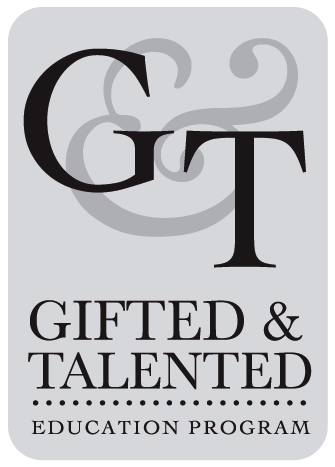 G&T
GIFTED &
TALENTED
EDUCATION PROGRAM